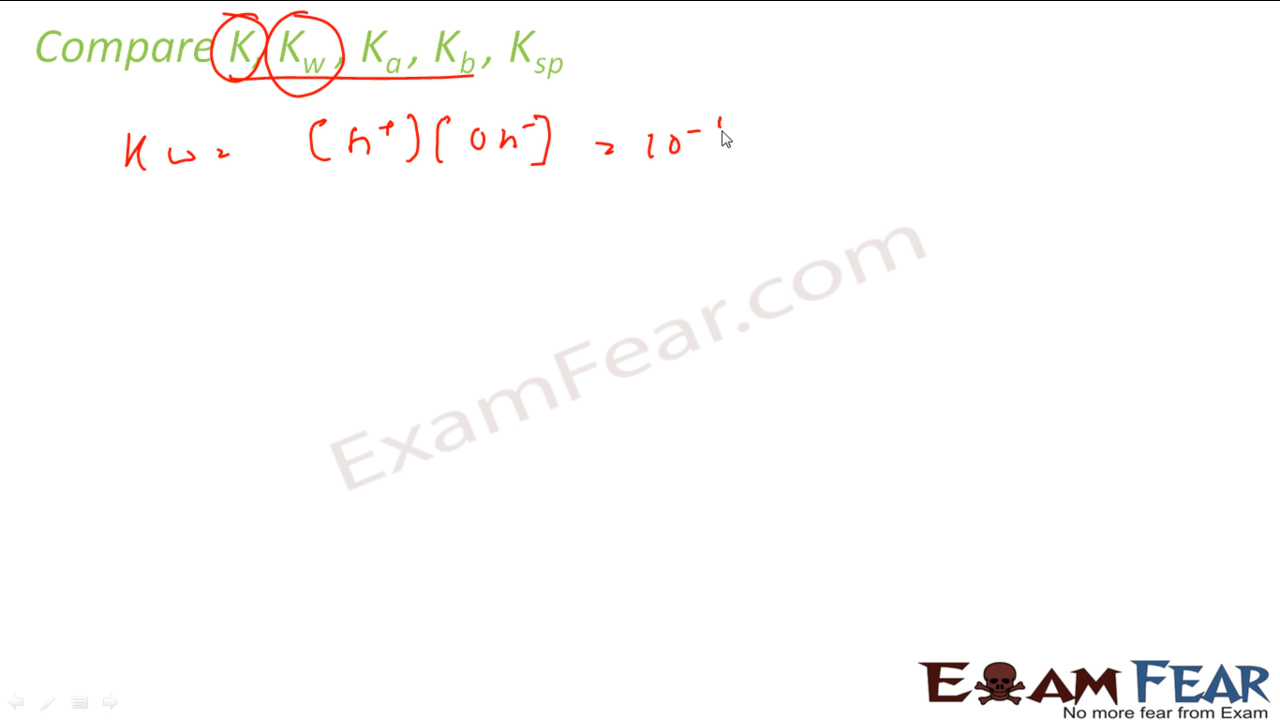 Compare K, Kw, Ka, Kb, Ksp
Kw = [H+][OH-] = 10-1
ExamFear.com
EXAM FEAR
No more fear from Exam